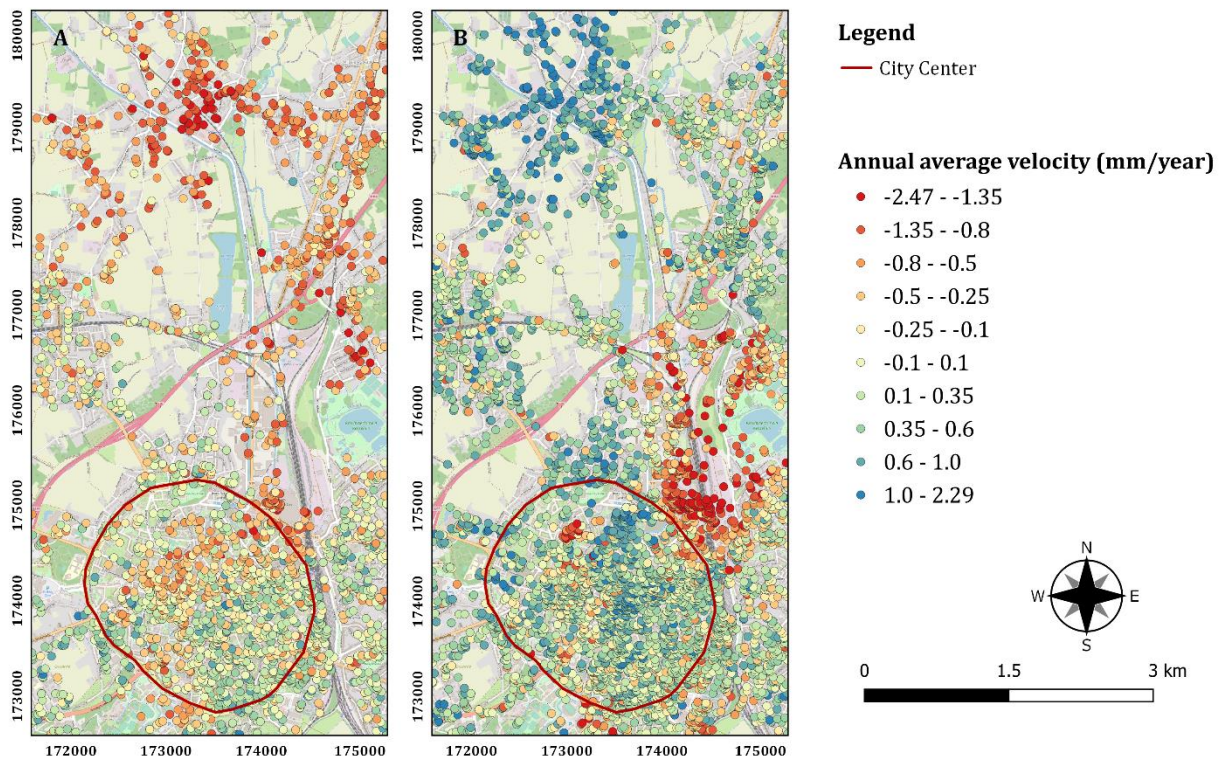 A
B
180000
179000
178000
177000
176000
175000
174000
173000
172000
173000
174000
175000
180000
179000
178000
177000
176000
175000
174000
173000
172000
173000
174000
175000
Legend
City Center
Annual average velocity (mm/year)
-2.47 - -1.35
-1.35 - -0.8
-0.8 - -0.5
-0.5 - -0.25
-0.25 - -0.1
-0.1 - 0.1
0.1 - 0.35
0.35 - 0.6
0.6 - 1.0
1.0 - 2.29
N
W
E
S
0
1.5
3 km